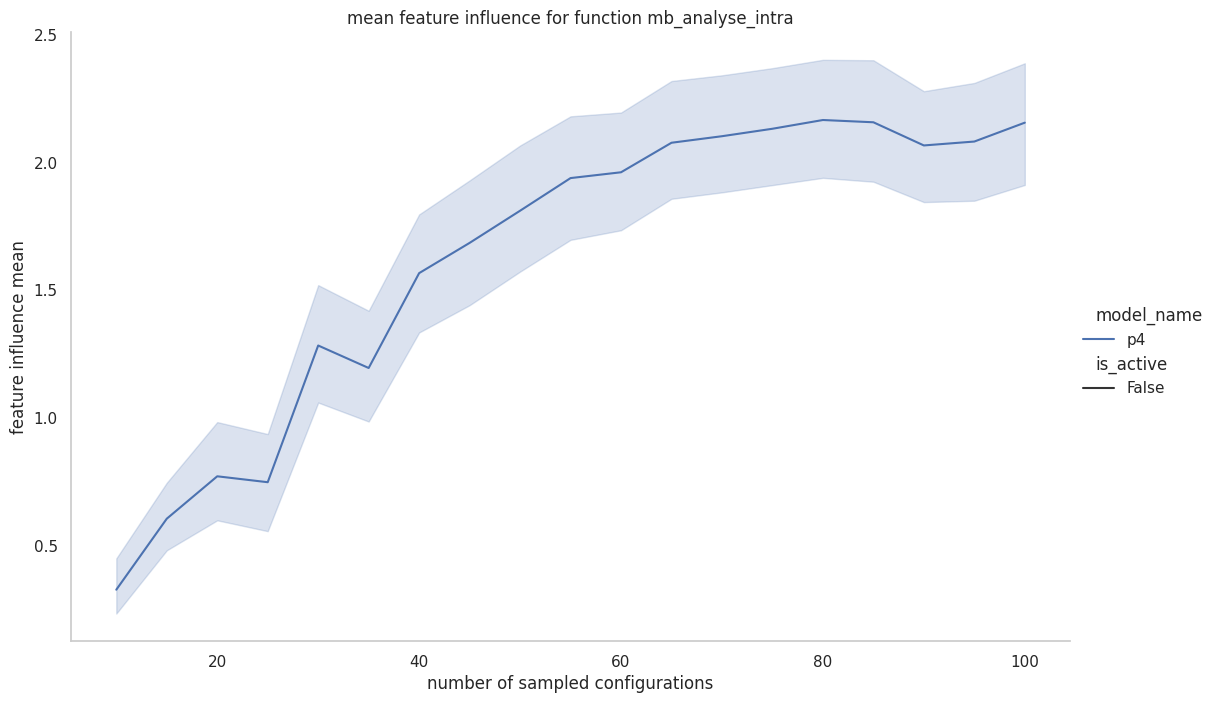 mean feature influence for function mb_analyse_intra
2.5
2.0
1.5
1.0
0.5
feature influence mean
20 40 60 80 100
number of sampled configurations
model_name
p4
is_active
False